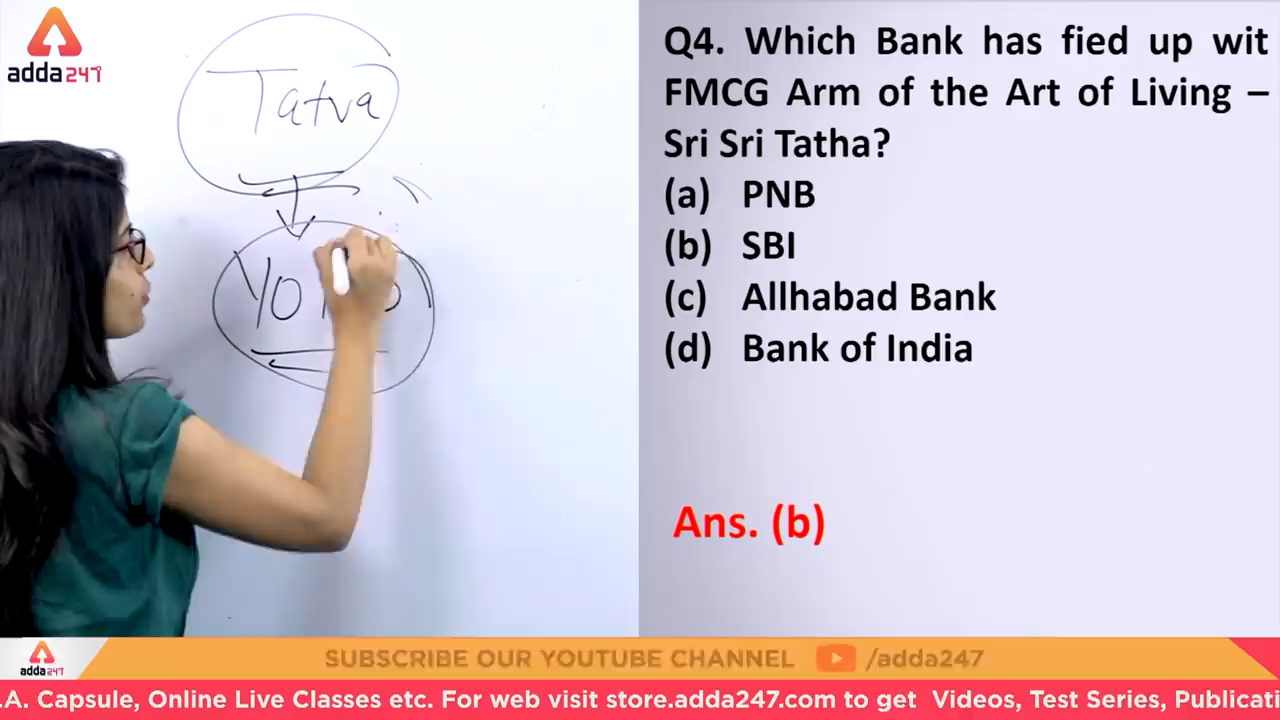 adda247
Tatva
Q4. Which Bank has fied up wit
FMCG Arm of the Art of Living –
Sri Sri Tatha?
(a) PNB
(b) SBI
(c) Allhabad Bank
(d) Bank of India
Ans. (b)
adda247
SUBSCRIBE OUR YOUTUBE CHANNEL /adda247
.A. Capsule, Online Live Classes etc. For web visit store.adda247.com to get Videos, Test Series, Publicati